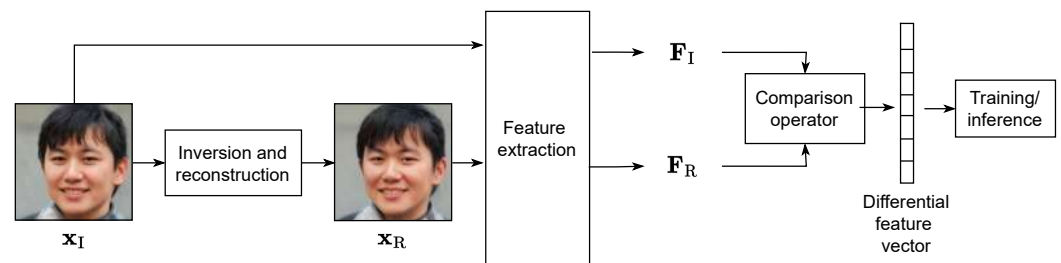 x_I
Inversion and
reconstruction
x_R
Feature
extraction
F_I
F_R
Comparison
operator
Differential
feature
vector
Training/
inference